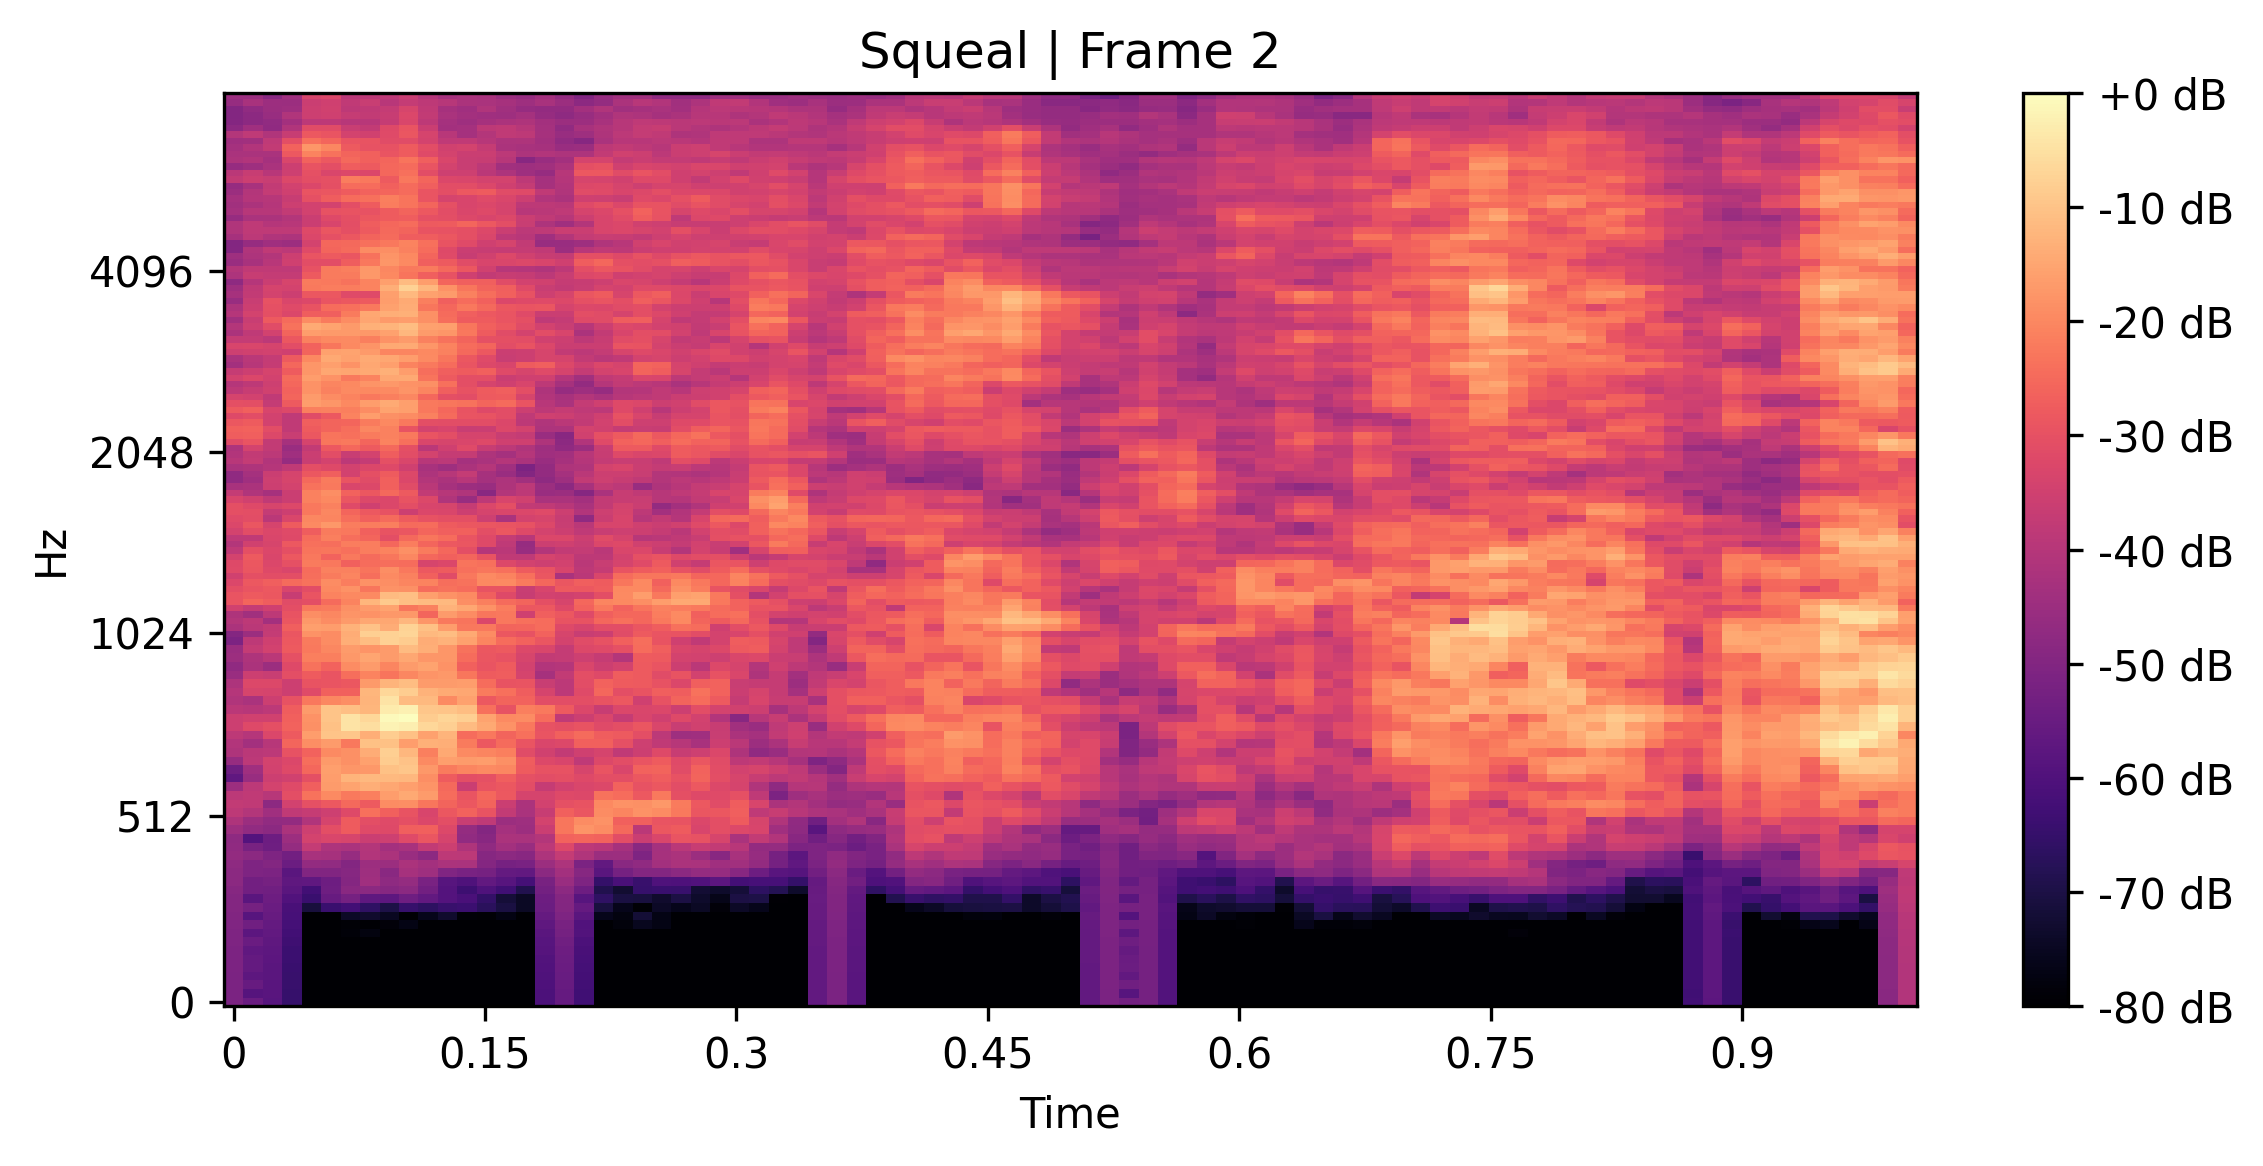 Squeal | Frame 2
+0 dB
-10 dB
-20 dB
-30 dB
-40 dB
-50 dB
-60 dB
-70 dB
-80 dB
Hz
4096
2048
1024
512
0
0 0.15 0.3 0.45 0.6 0.75 0.9
Time